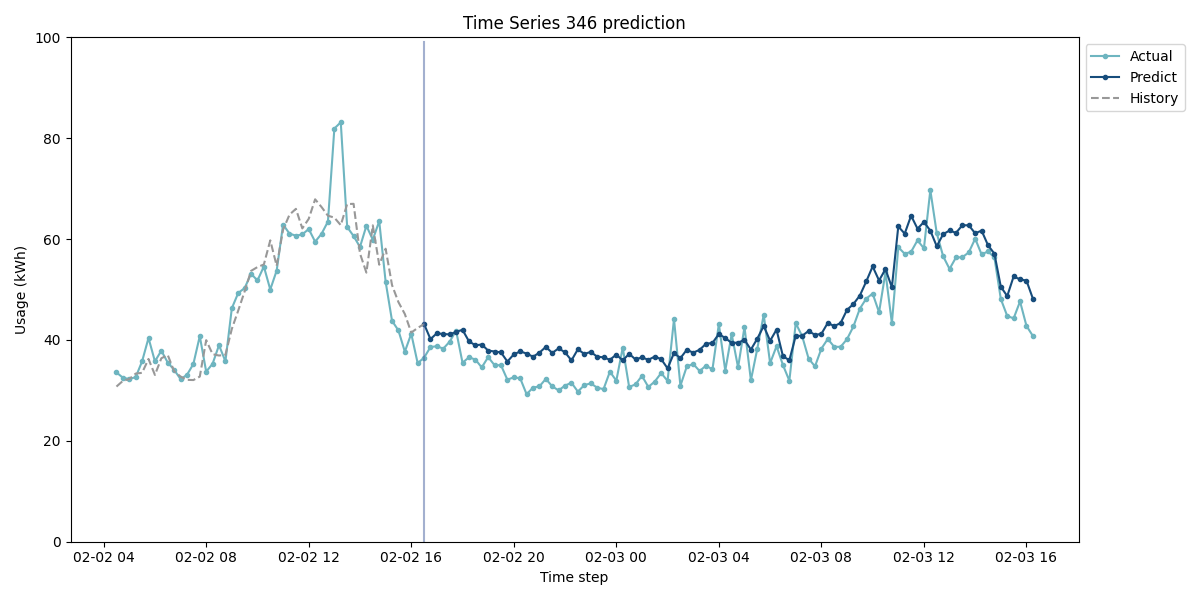 Time Series 346 prediction
Usage (kWh)
100
80
60
40
20
0
02-02 04
02-02 08
02-02 12
02-02 16
02-02 20
02-03 00
02-03 04
02-03 08
02-03 12
02-03 16
Time step
Actual
Predict
History